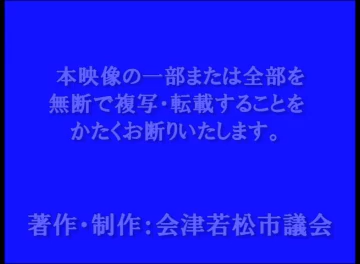 本映像の一部または全部を
無断で複写・転載することを
かたくお断りいたします。
著作・制作：会津若松市議会